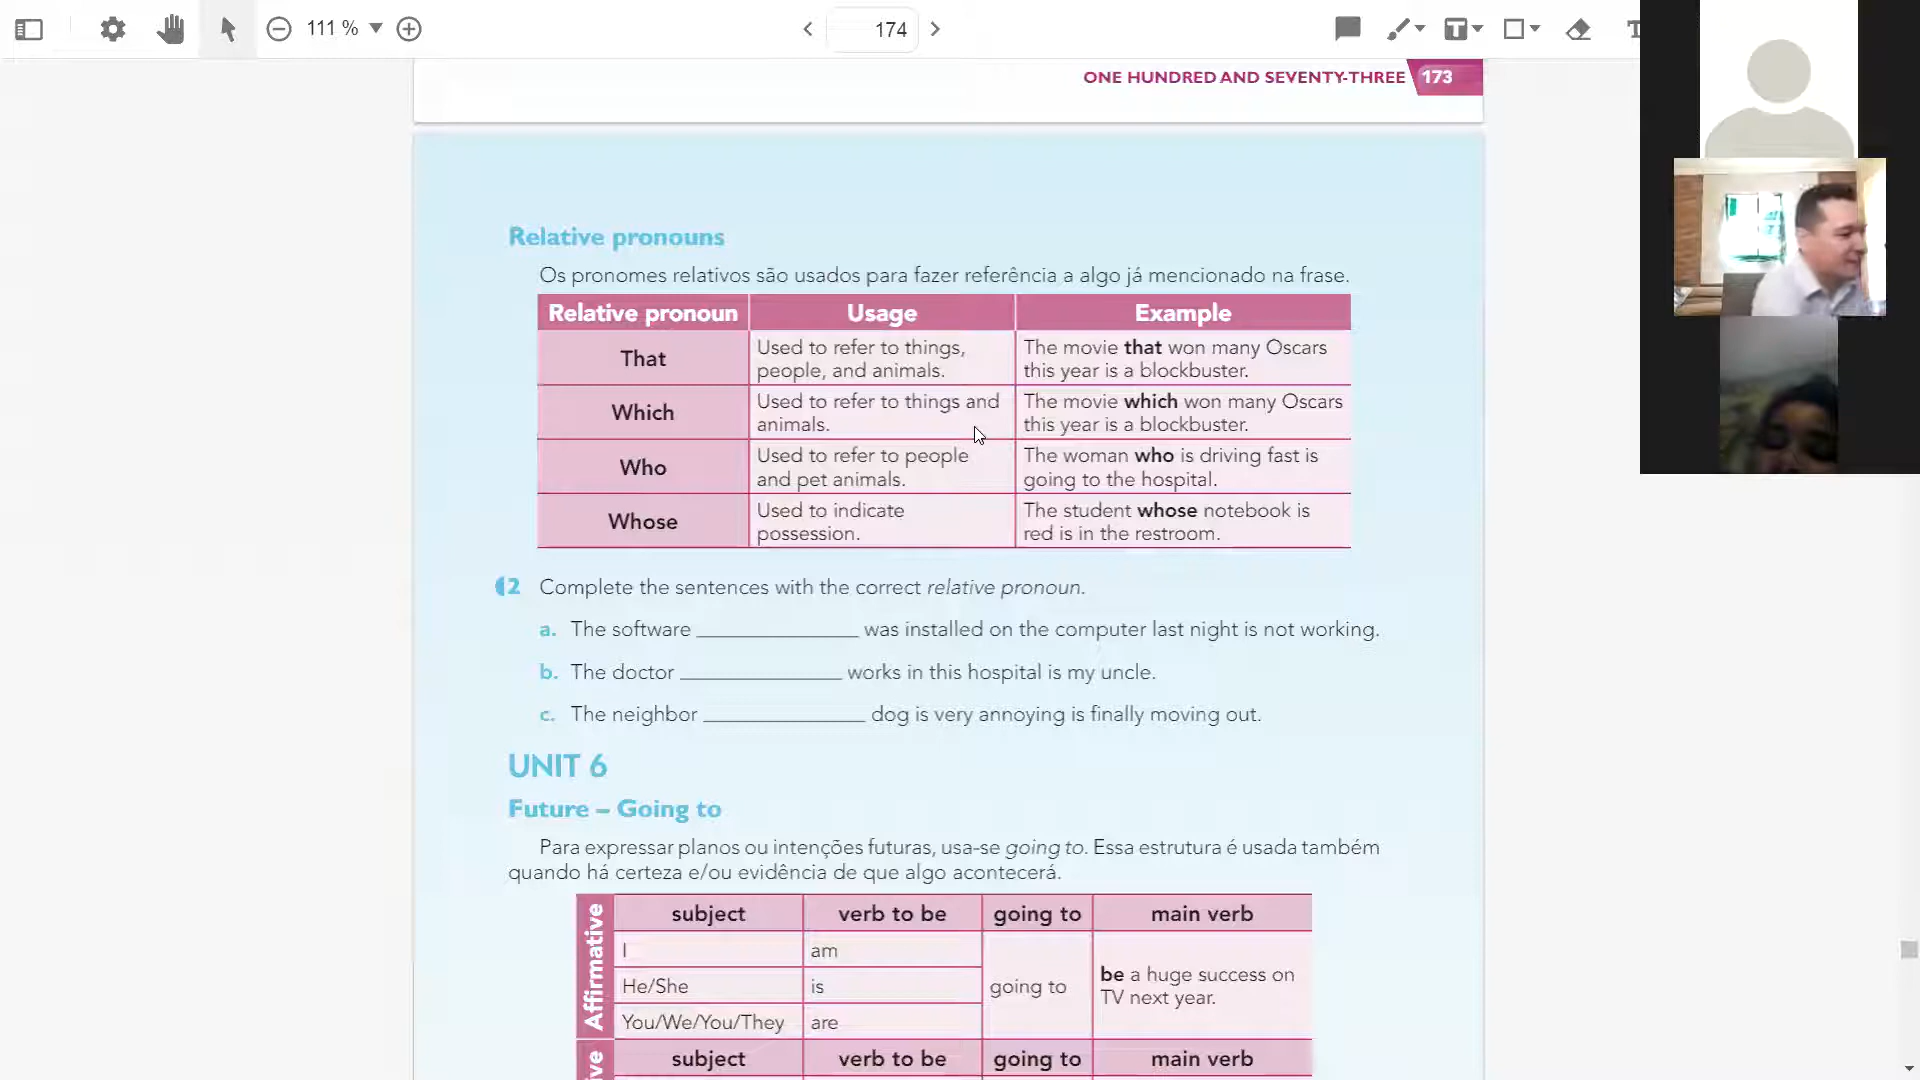 111 %
174
ONE HUNDRED AND SEVENTY-THREE 173
Relative pronouns
Os pronomes relativos são usados para fazer referência a algo já mencionado na frase.
Relative pronoun Usage Example
That Used to refer to things, people, and animals. The movie that won many Oscars this year is a blockbuster.
Which Used to refer to things and animals. The movie which won many Oscars this year is a blockbuster.
Who Used to refer to people and pet animals. The woman who is driving fast is going to the hospital.
Whose Used to indicate possession. The student whose notebook is red is in the restroom.
2 Complete the sentences with the correct relative pronoun.
a. The software ______________ was installed on the computer last night is not working.
b. The doctor ______________ works in this hospital is my uncle.
c. The neighbor ______________ dog is very annoying is finally moving out.
UNIT 6
Future – Going to
Para expressar planos ou intenções futuras, usa-se going to. Essa estrutura é usada também
quando há certeza e/ou evidência de que algo acontecerá.
Affirmative
subject verb to be going to main verb
I am
He/She is going to be a huge success on TV next year.
You/We/You/They are
subject verb to be going to main verb